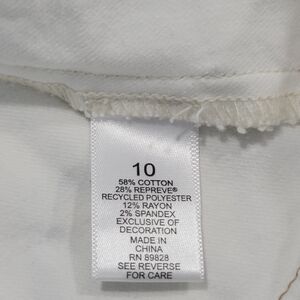 10
58% COTTON
28% REPREVE®
RECYCLED POLYESTER
12% RAYON
2% SPANDEX
EXCLUSIVE OF
DECORATION
MADE IN
CHINA
RN 89828
SEE REVERSE
FOR CARE